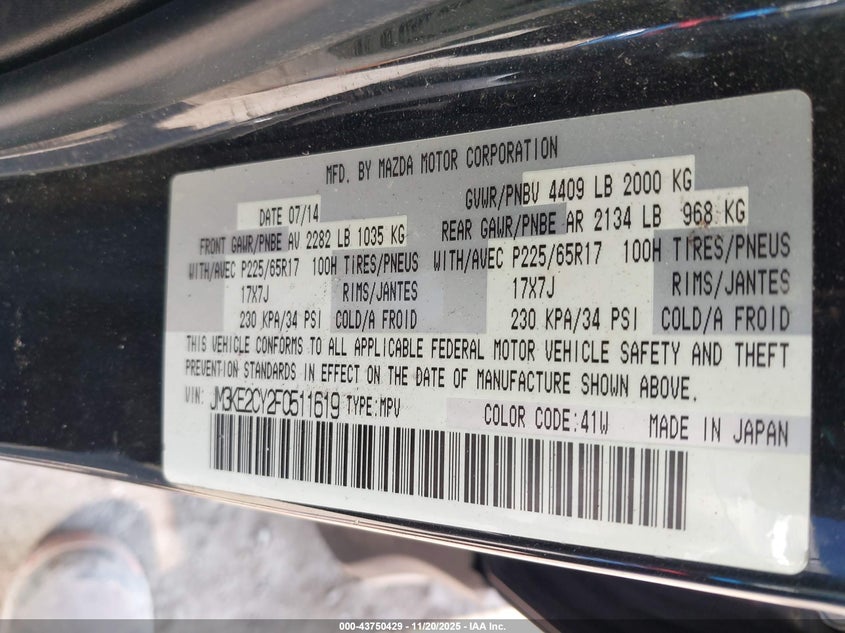 MFD. BY MAZDA MOTOR CORPORATION
DATE 07/14 GVWR/PNBV 4409 LB 2000 KG
FRONT GAWR/PNBE AV 2282 LB 1035 KG REAR GAWR/PNBE AR 2134 LB 968 KG
WITH/AVEC P225/65R17 100H TIRES/PNEUS WITH/AVEC P225/65R17 100H TIRES/PNEUS
17X7J RIMS/JANTES 17X7J RIMS/JANTES
230 KPA/34 PSI COLD/A FROID 230 KPA/34 PSI COLD/A FROID
THIS VEHICLE CONFORMS TO ALL APPLICABLE FEDERAL MOTOR VEHICLE SAFETY AND THEFT
PREVENTION STANDARDS IN EFFECT ON THE DATE OF MANUFACTURE SHOWN ABOVE.
VIN: JM3KE2CY2F0511619 TYPE:MPV COLOR CODE:41W MADE IN JAPAN
000-43750429 - 11/20/2025 - IAA Inc.